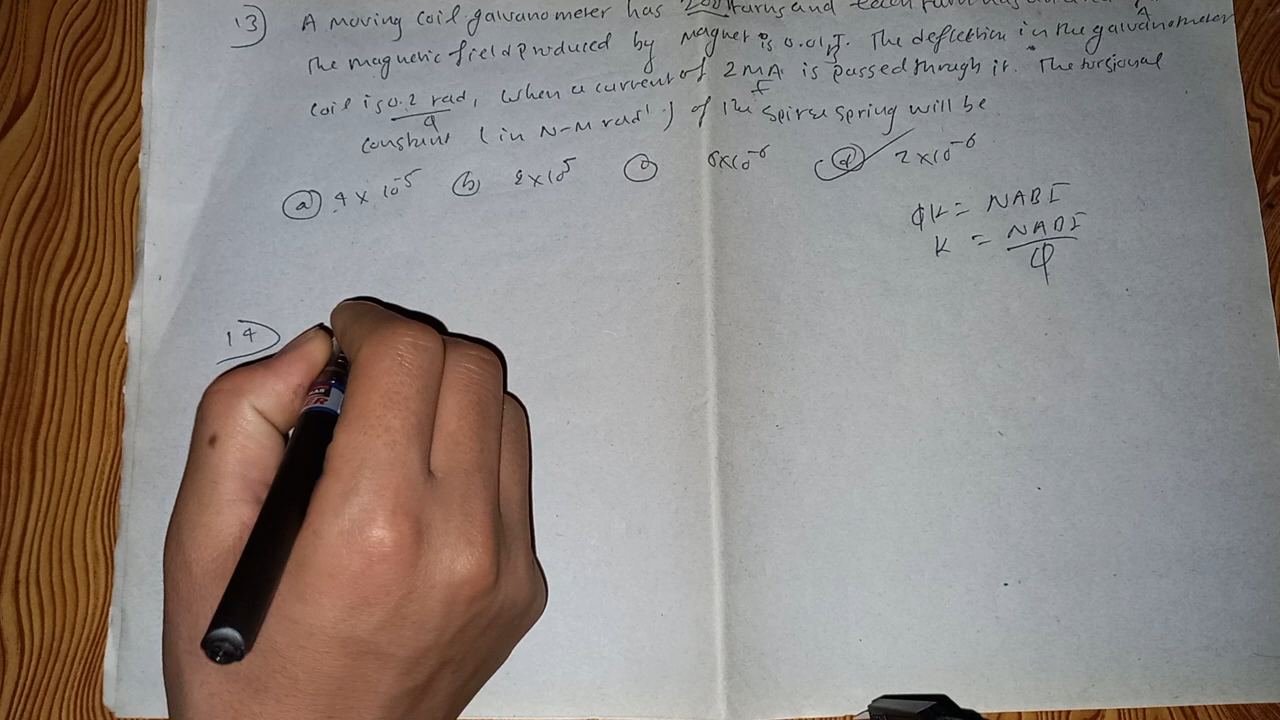 13) A moving coil galvanometer has 200 turns and each turn has
the magnetic field produced by magnet is 0.01 T. The deflection in the galvanometer
coil is 0.2 rad, when a current of 2 MA is passed through it. The torsional
φ I
constant (in N-M rad⁻¹) of the spiral spring will be
(a) 4 × 10⁻⁵ (b) 2×10⁵ (c) 6×10⁻⁶ (d) 2×10⁻⁶
φK = NABI
K = NABI / φ
14)